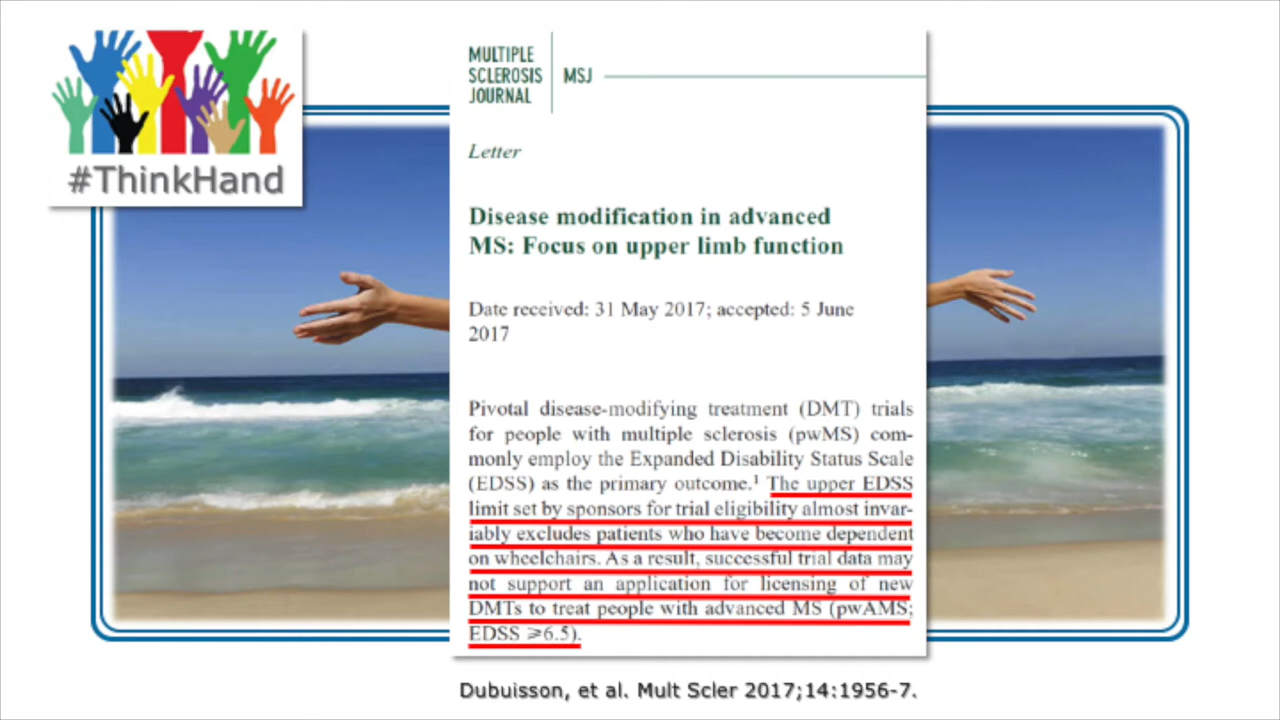 #ThinkHand
MULTIPLE
SCLEROSIS
JOURNAL
MSJ
Letter
Disease modification in advanced
MS: Focus on upper limb function
Date received: 31 May 2017; accepted: 5 June
2017
Pivotal disease-modifying treatment (DMT) trials
for people with multiple sclerosis (pwMS) com-
monly employ the Expanded Disability Status Scale
(EDSS) as the primary outcome.¹ The upper EDSS
limit set by sponsors for trial eligibility almost invar-
iably excludes patients who have become dependent
on wheelchairs. As a result, successful trial data may
not support an application for licensing of new
DMTs to treat people with advanced MS (pwAMS;
EDSS ⩾6.5).
Dubuisson, et al. Mult Scler 2017;14:1956-7.